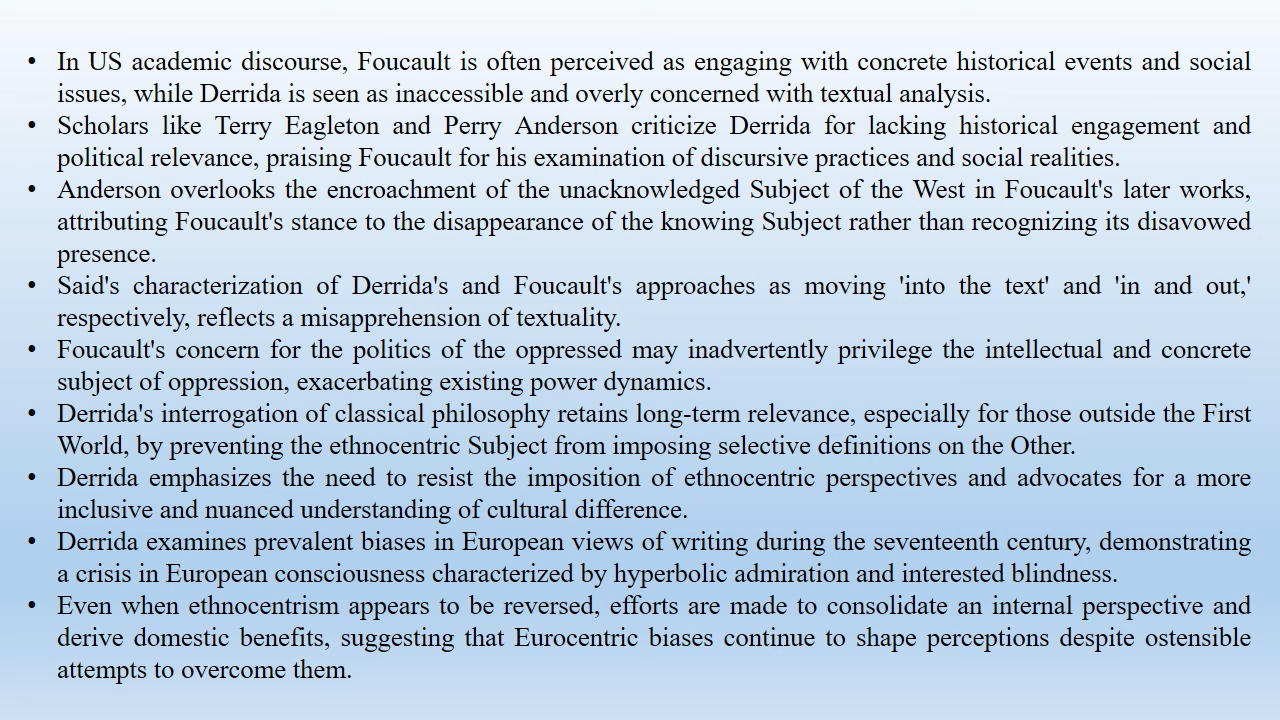 • In US academic discourse, Foucault is often perceived as engaging with concrete historical events and social
issues, while Derrida is seen as inaccessible and overly concerned with textual analysis.
• Scholars like Terry Eagleton and Perry Anderson criticize Derrida for lacking historical engagement and
political relevance, praising Foucault for his examination of discursive practices and social realities.
• Anderson overlooks the encroachment of the unacknowledged Subject of the West in Foucault's later works,
attributing Foucault's stance to the disappearance of the knowing Subject rather than recognizing its disavowed
presence.
• Said's characterization of Derrida's and Foucault's approaches as moving 'into the text' and 'in and out,'
respectively, reflects a misapprehension of textuality.
• Foucault's concern for the politics of the oppressed may inadvertently privilege the intellectual and concrete
subject of oppression, exacerbating existing power dynamics.
• Derrida's interrogation of classical philosophy retains long-term relevance, especially for those outside the First
World, by preventing the ethnocentric Subject from imposing selective definitions on the Other.
• Derrida emphasizes the need to resist the imposition of ethnocentric perspectives and advocates for a more
inclusive and nuanced understanding of cultural difference.
• Derrida examines prevalent biases in European views of writing during the seventeenth century, demonstrating
a crisis in European consciousness characterized by hyperbolic admiration and interested blindness.
• Even when ethnocentrism appears to be reversed, efforts are made to consolidate an internal perspective and
derive domestic benefits, suggesting that Eurocentric biases continue to shape perceptions despite ostensible
attempts to overcome them.